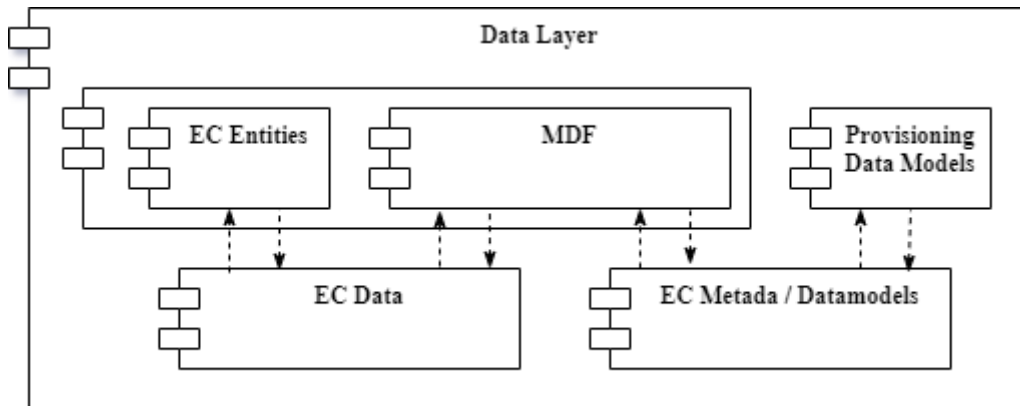 Data Layer
EC Entities
MDF
Provisioning
Data Models
EC Data
EC Metada / Datamodels